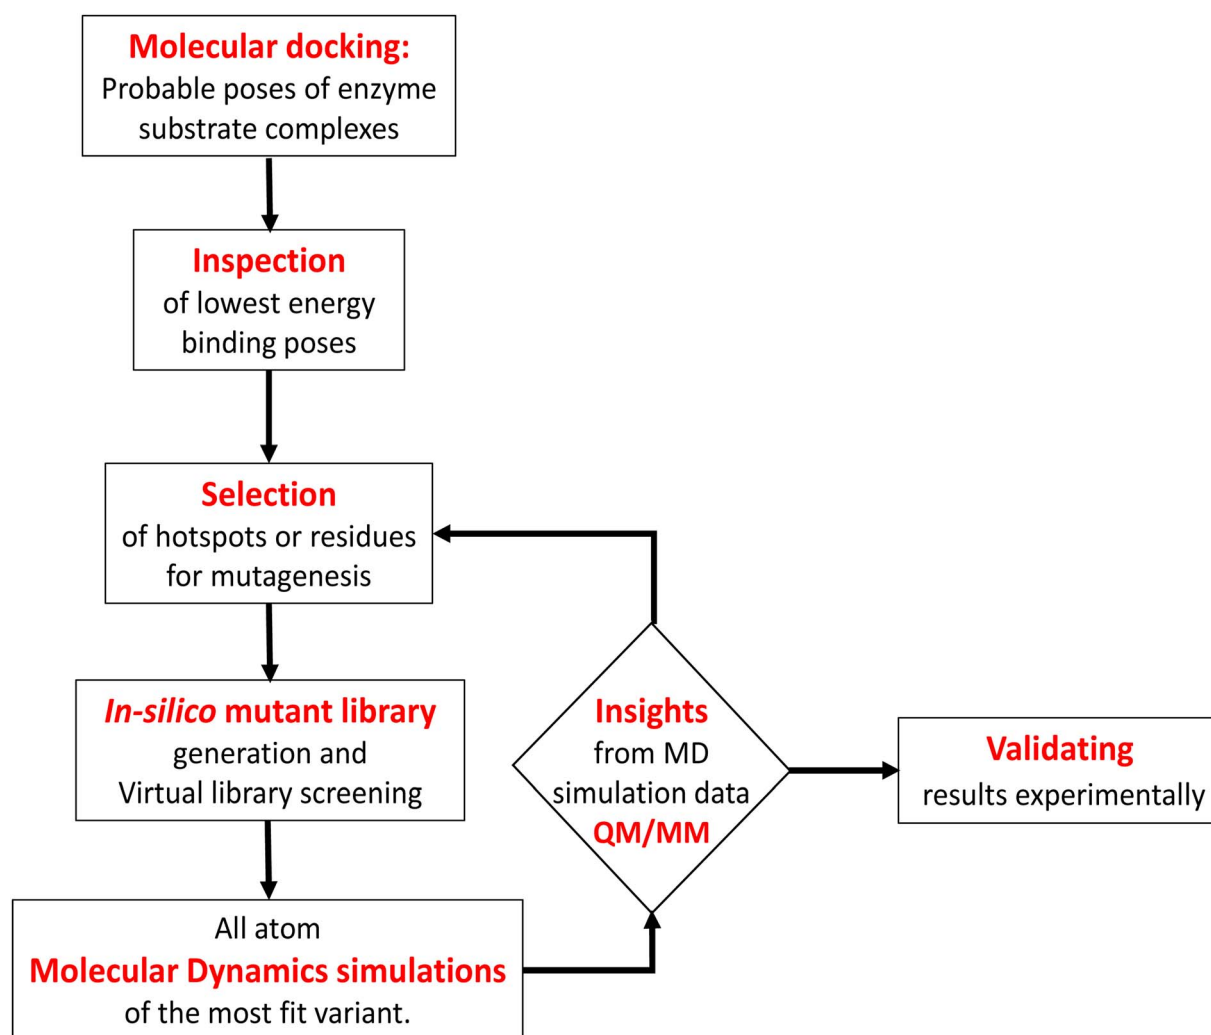 Molecular docking:
Probable poses of enzyme
substrate complexes
Inspection
of lowest energy
binding poses
Selection
of hotspots or residues
for mutagenesis
In-silico mutant library
generation and
Virtual library screening
All atom
Molecular Dynamics simulations
of the most fit variant.
Insights
from MD
simulation data
QM/MM
Validating
results experimentally